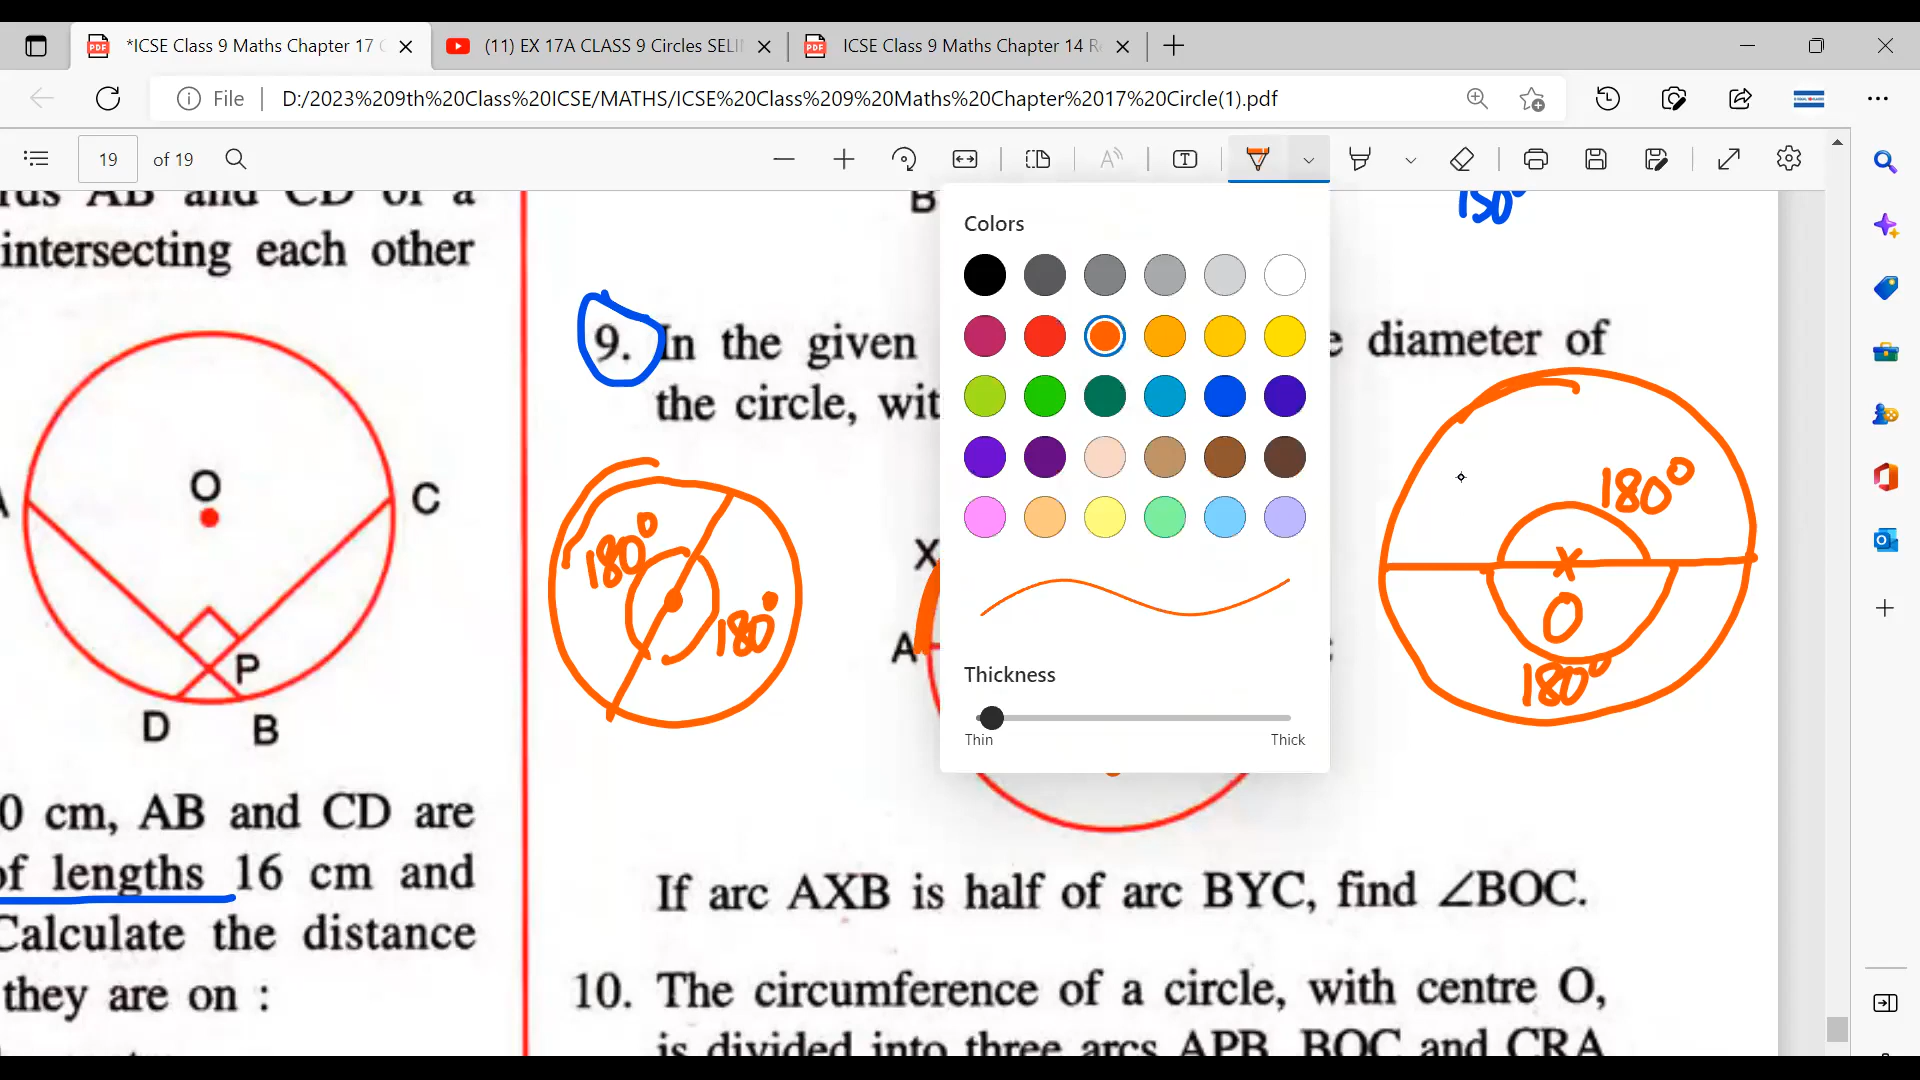 *ICSE Class 9 Maths Chapter 17
(11) EX 17A CLASS 9 Circles SELI
ICSE Class 9 Maths Chapter 14 R
File
D:/2023%209th%20Class%20ICSE/MATHS/ICSE%20Class%209%20Maths%20Chapter%2017%20Circle(1).pdf
19 of 19
AB and CD of a
intersecting each other
O
C
P
D
B
0 cm, AB and CD are
of lengths 16 cm and
Calculate the distance
they are on :
B
150°
9. In the given
e diameter of
the circle, wit
X
A
180°
180°
180°
O
180°
Colors
Thickness
Thin
Thick
If arc AXB is half of arc BYC, find ∠BOC.
10. The circumference of a circle, with centre O,
is divided into three arcs APB, BQC and CRA